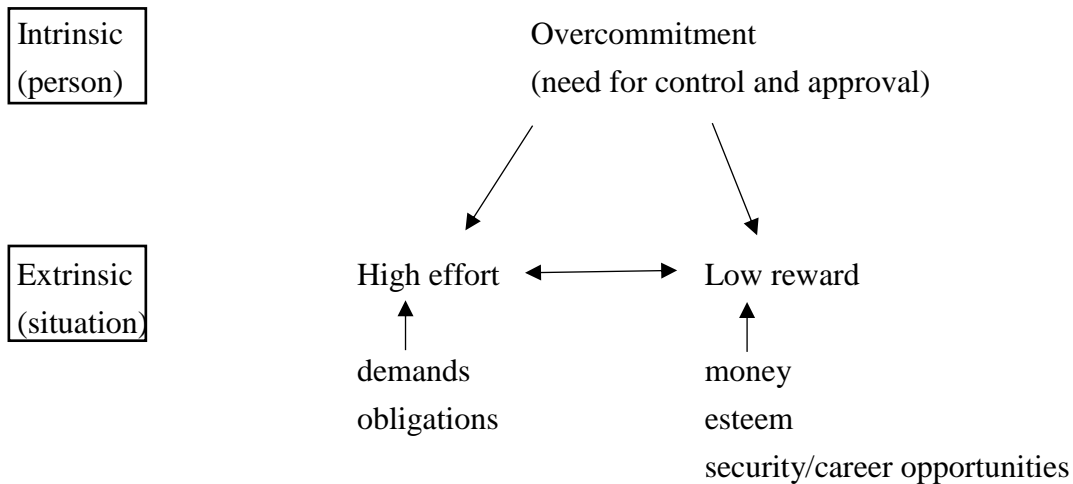 Intrinsic
(person)
Overcommitment
(need for control and approval)
Extrinsic
(situation)
High effort
Low reward
demands
obligations
money
esteem
security/career opportunities